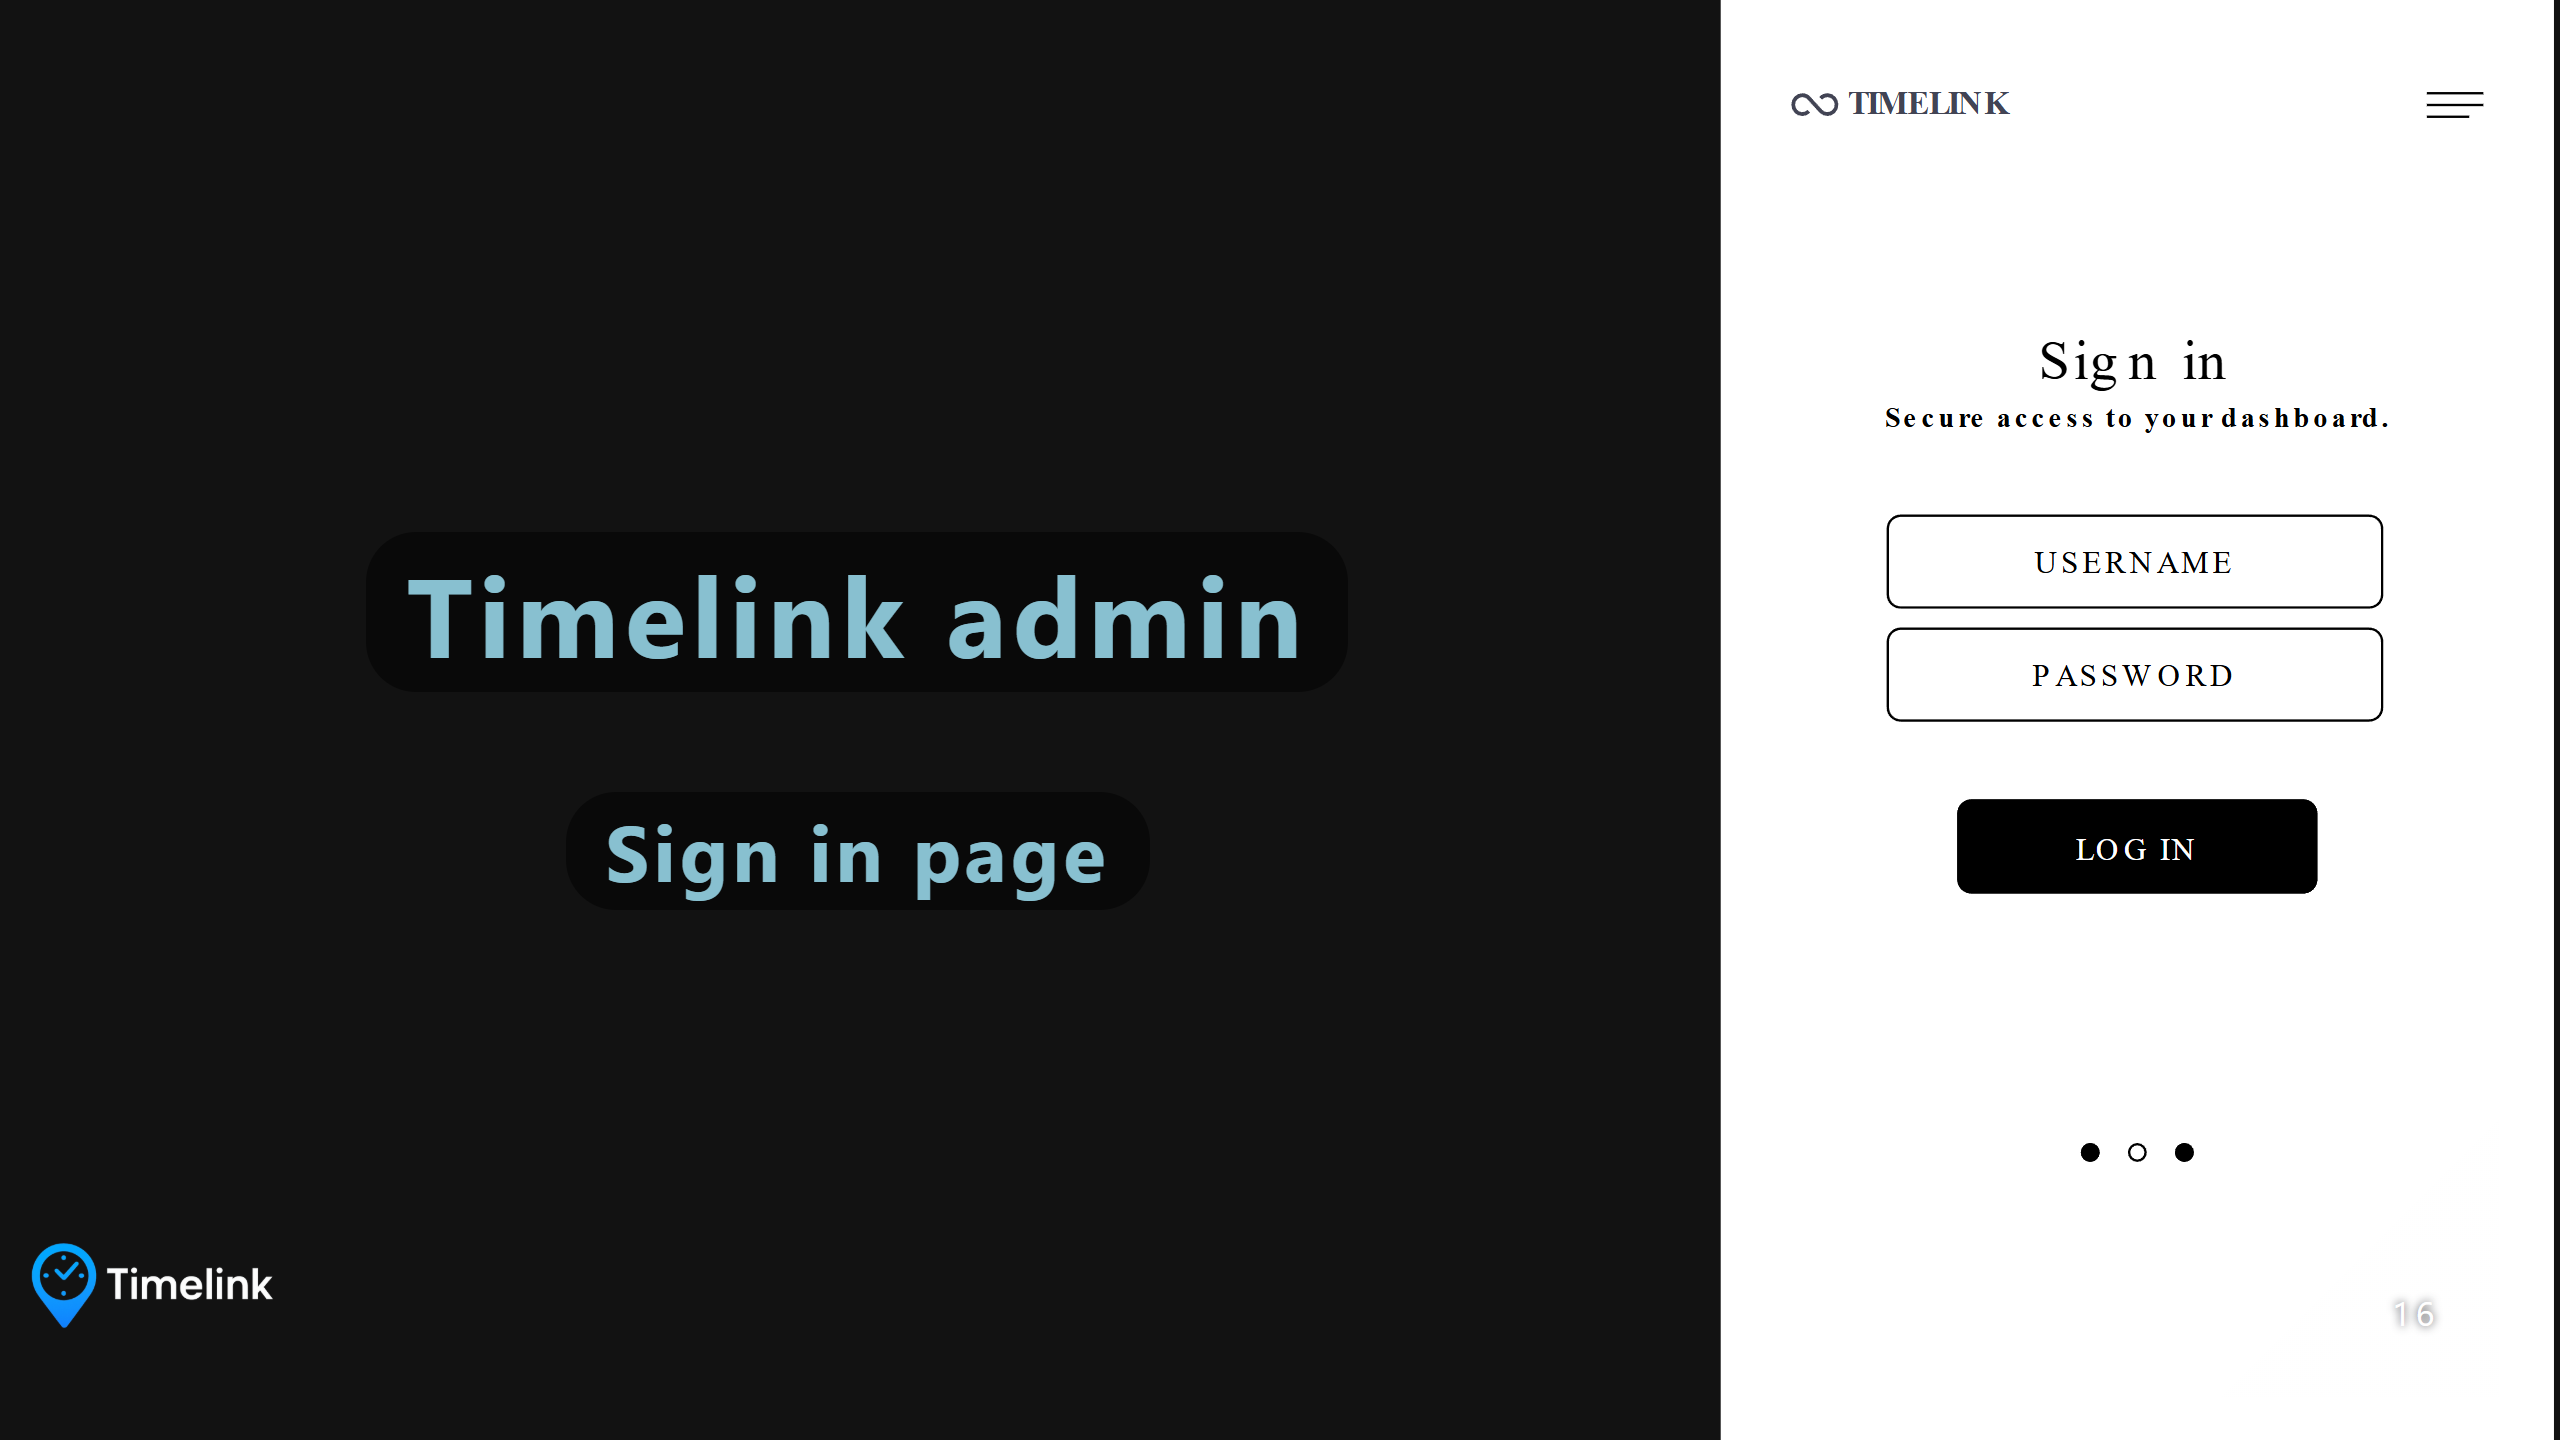 Timelink admin
Sign in page
Timelink
TIMELINK
Sign in
Secure access to your dashboard.
USERNAME
PASSWORD
LOG IN
16